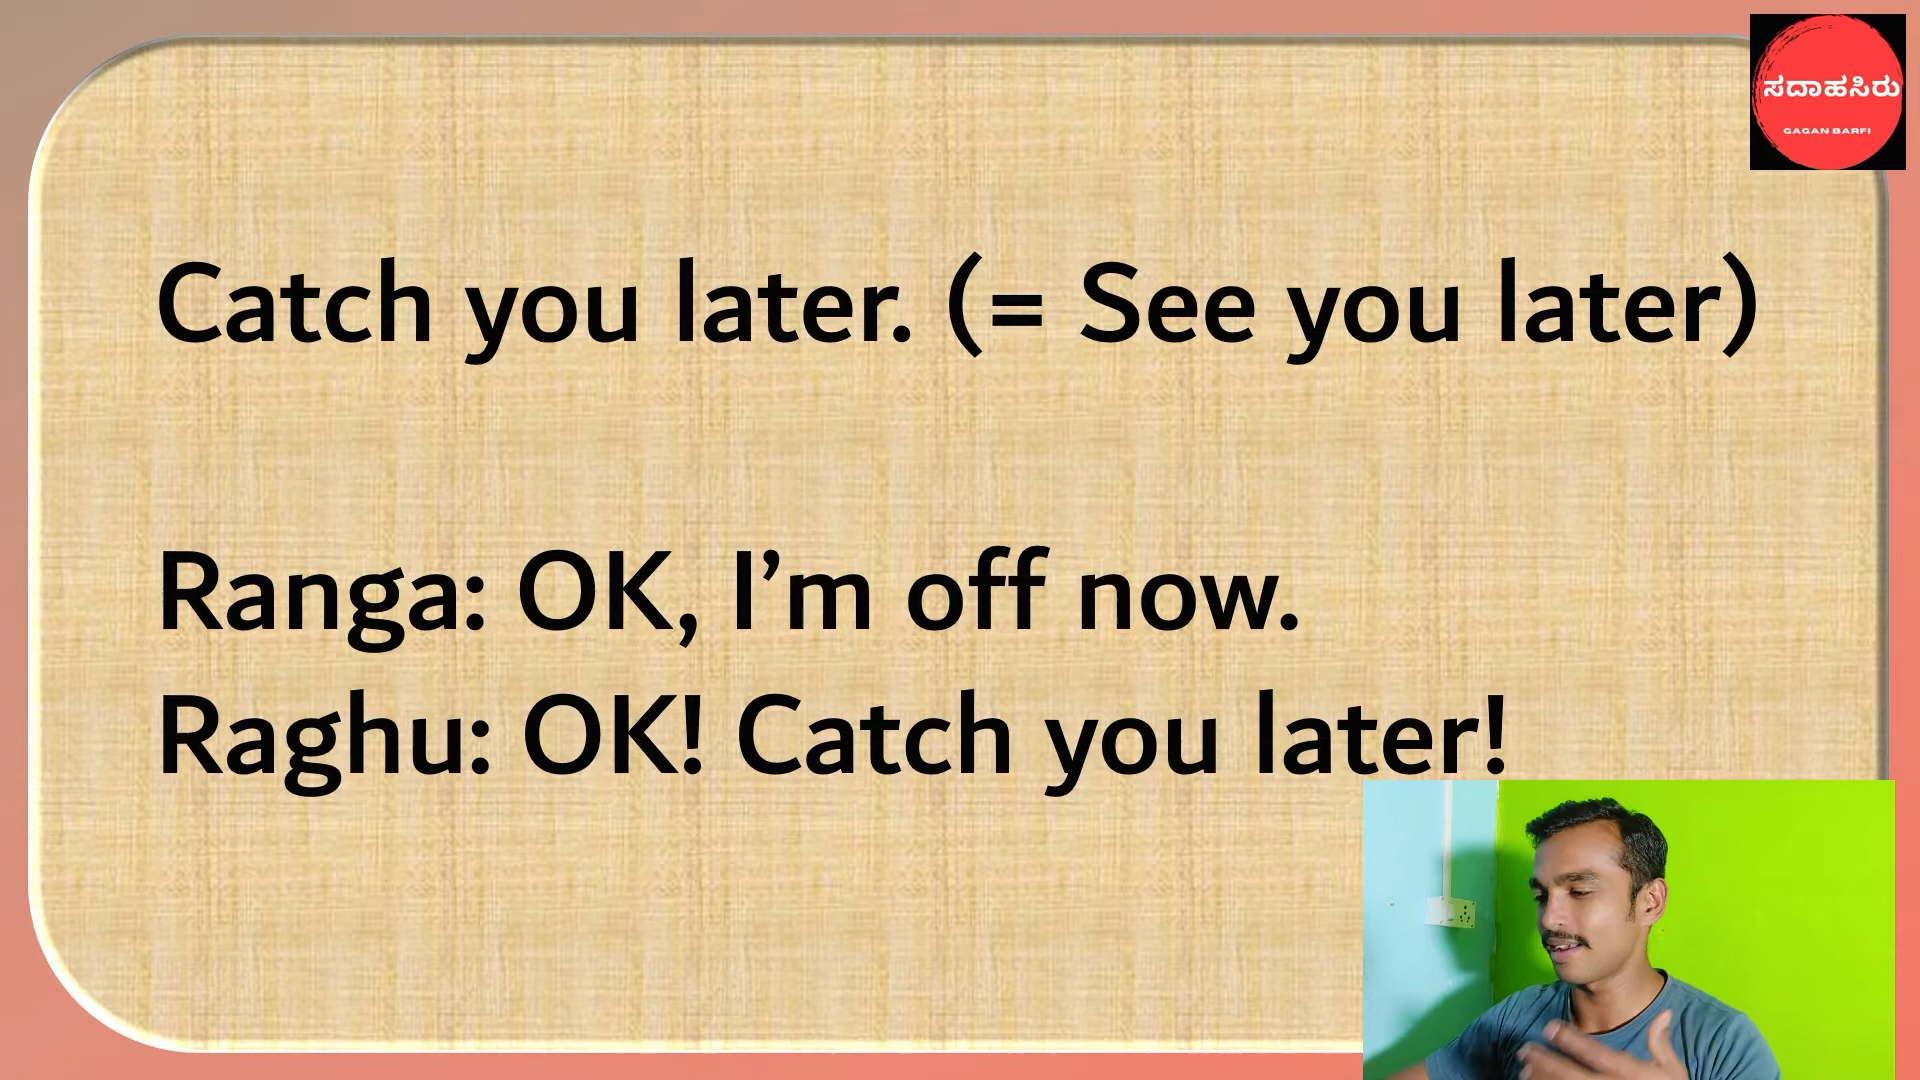 ಸದಾಹಸಿರು
GAGAN BARFI
Catch you later. (= See you later)
Ranga: OK, I’m off now.
Raghu: OK! Catch you later!